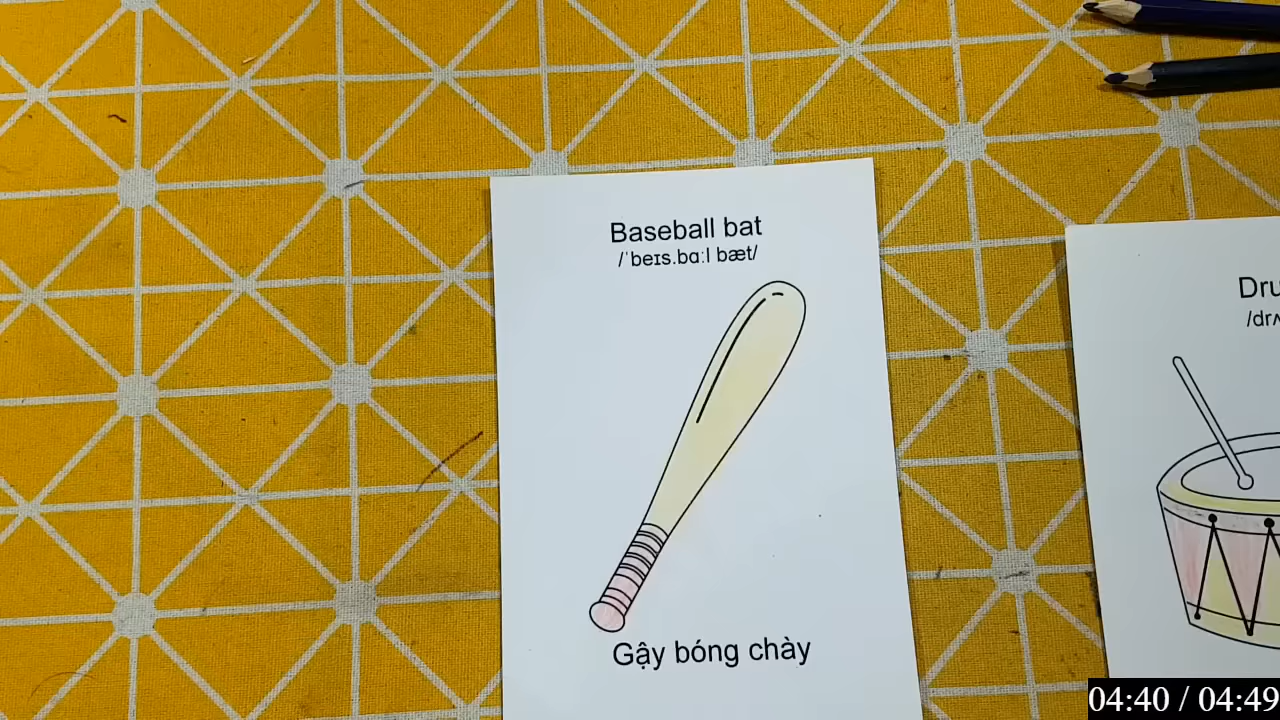 Baseball bat
/ˈbeɪs.bɑːl bæt/
Gậy bóng chày
Dru
/drʌ
04:40 / 04:49